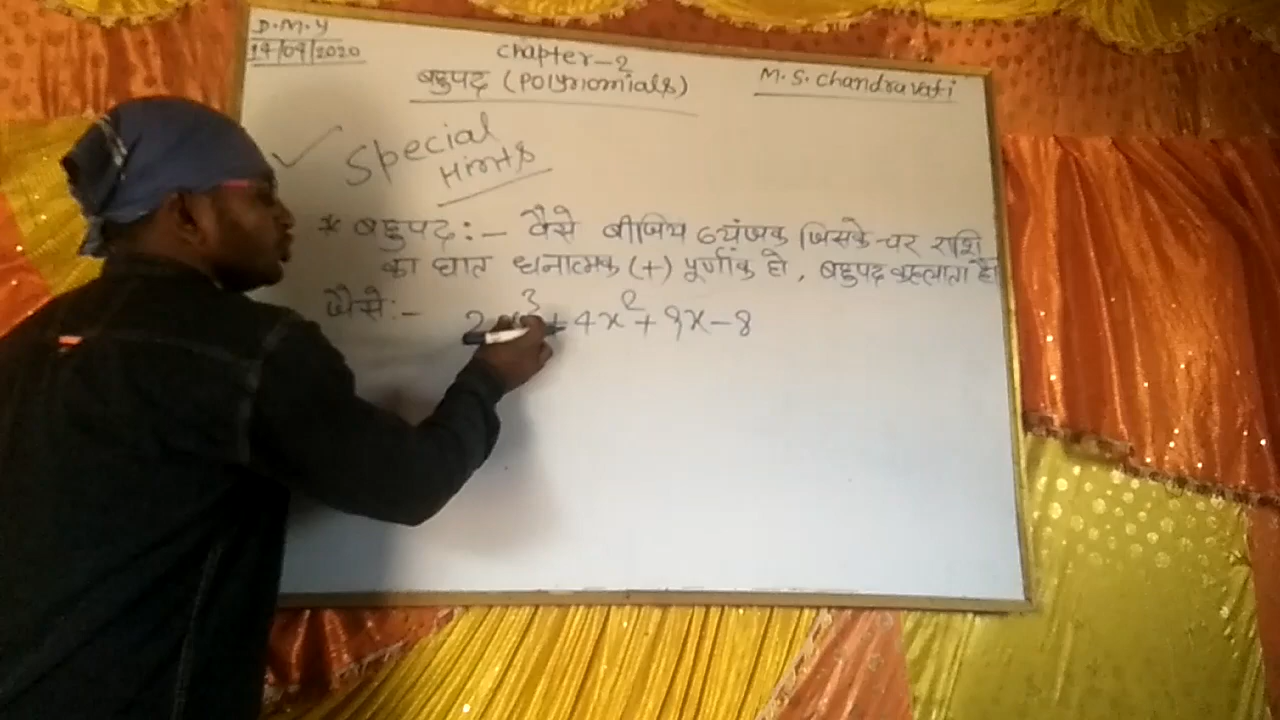 D.M.Y
14/04/2020
Chapter-2
बहुपद (Polynomials)
M.S.Chandravati
Special
Hints
* बहुपद :- वैसे बीजिय व्यंजक जिसके चर राशि
का घात धनात्मक (+) पूर्णांक हो, बहुपद कहलाता है।
जैसे :- 2x³+4x²+9x-8